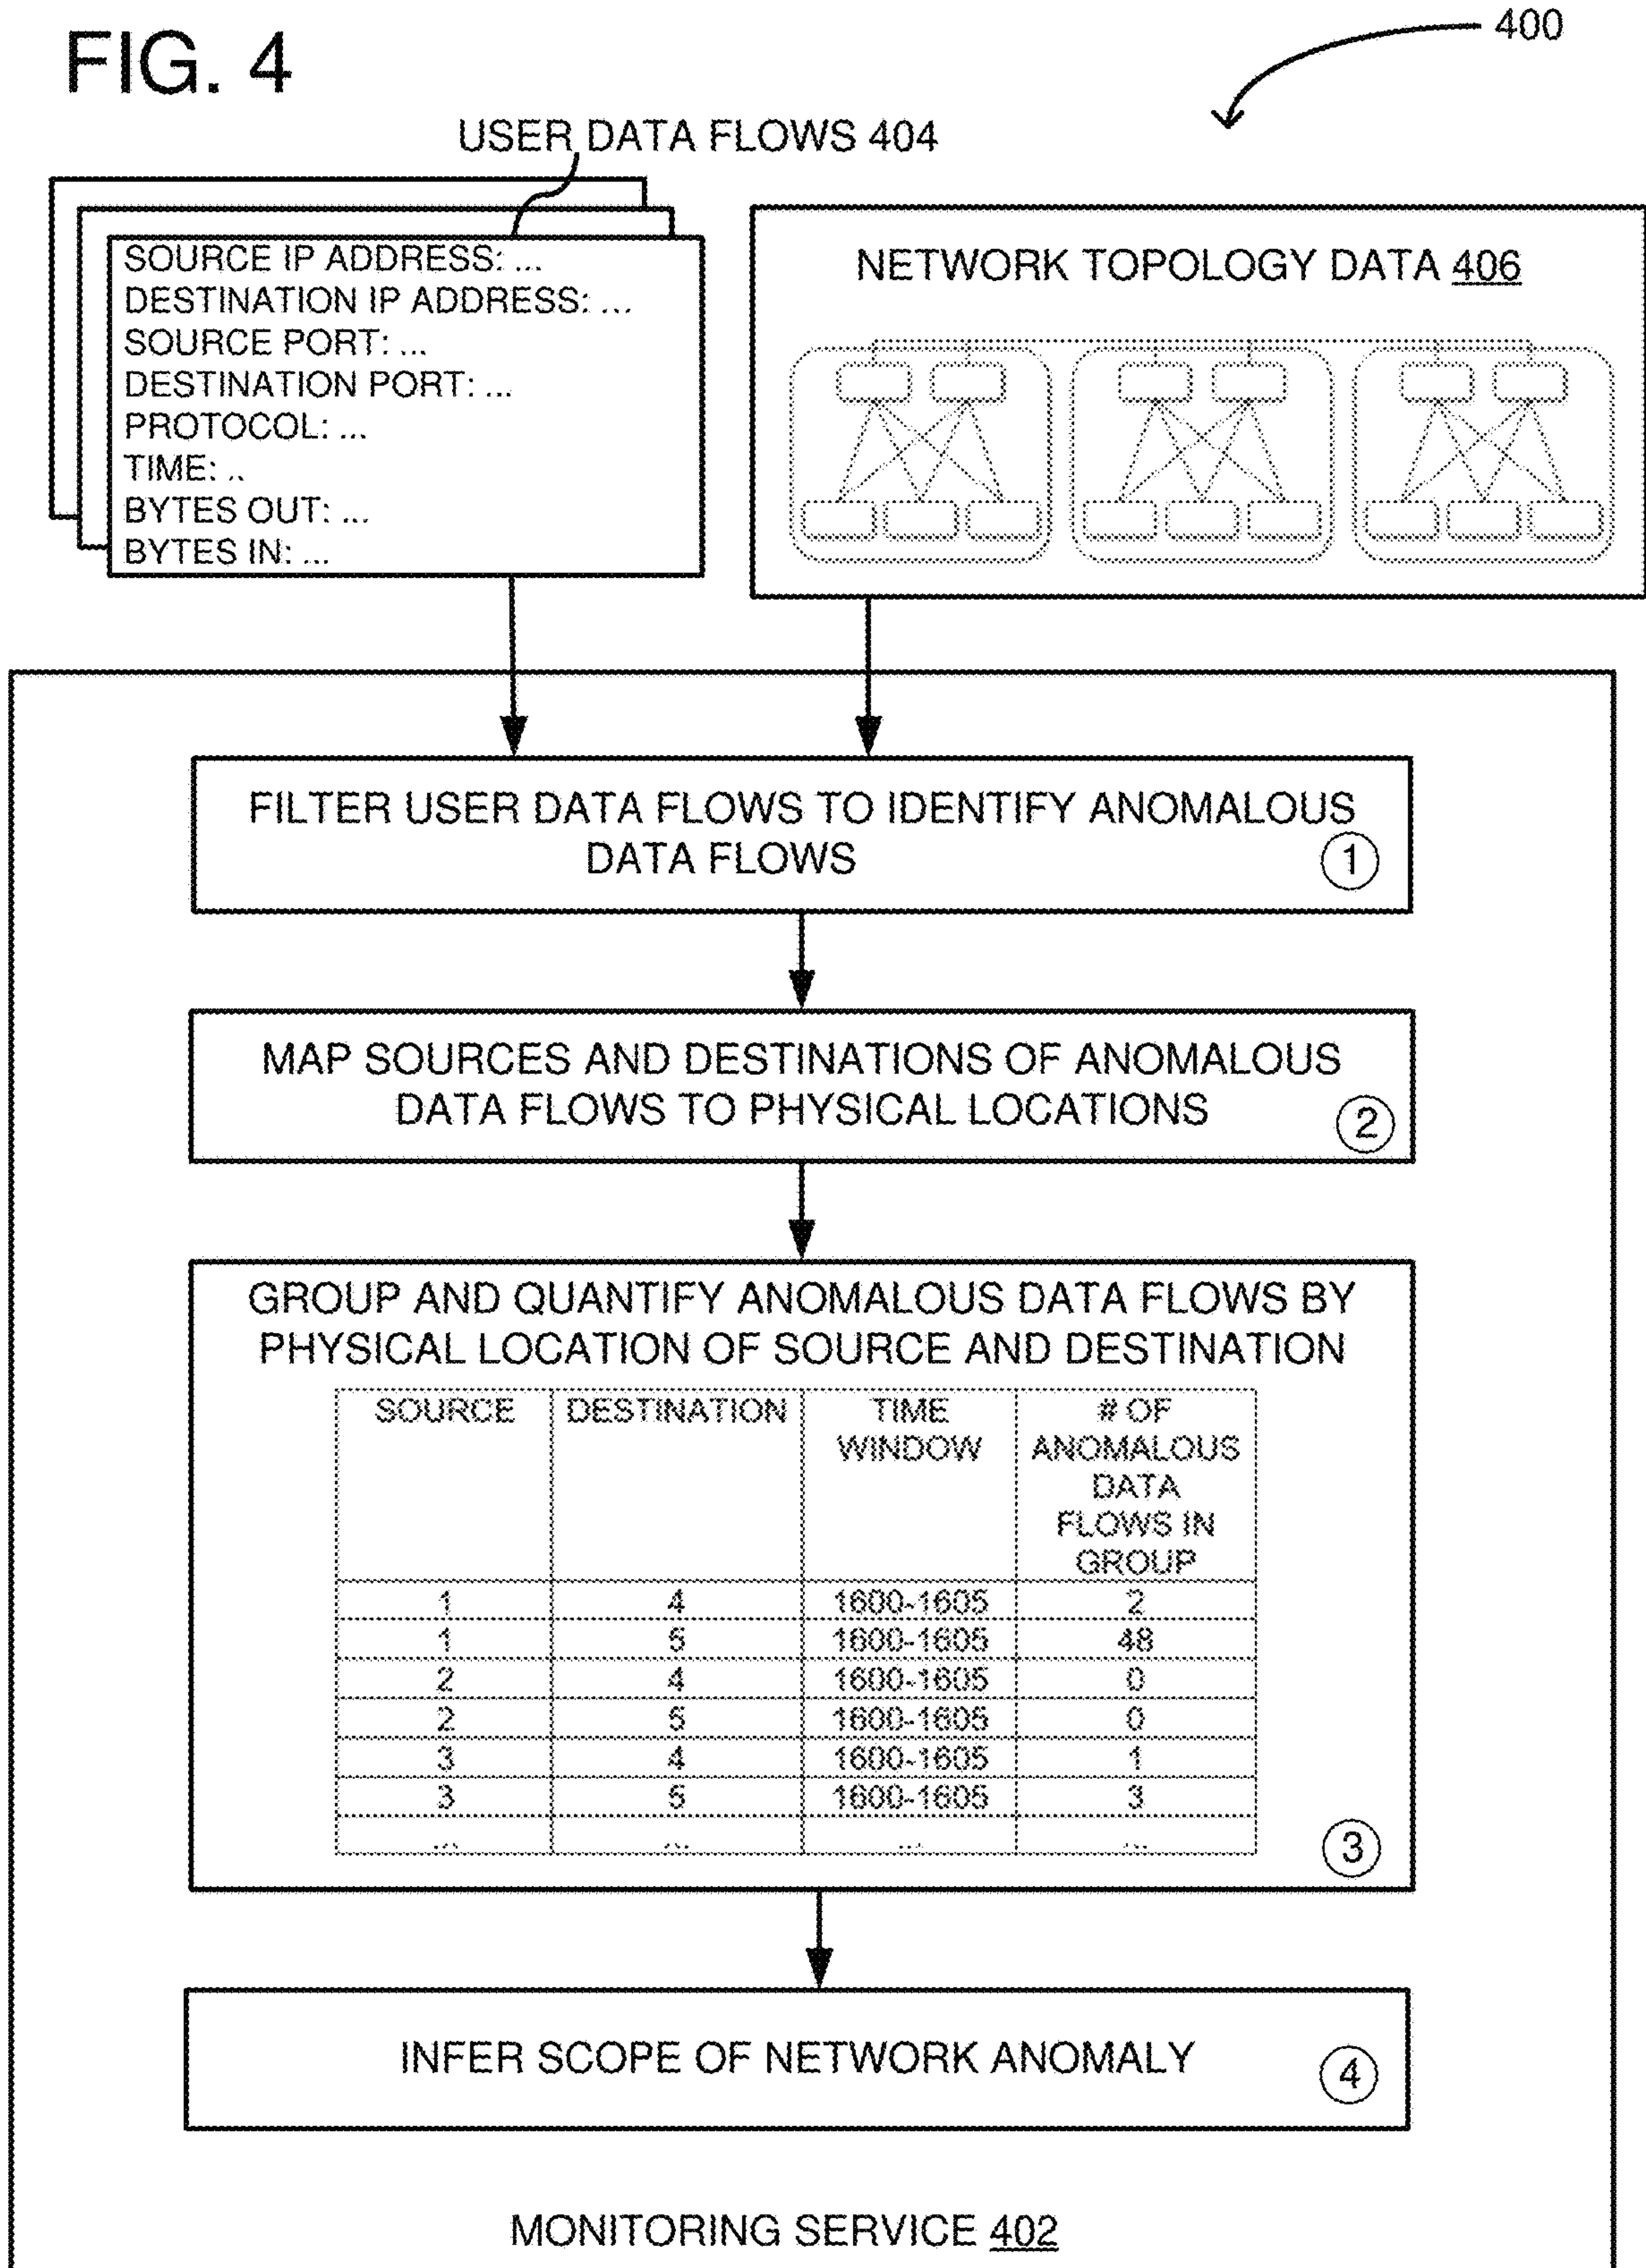 FIG. 4
400
USER DATA FLOWS 404
SOURCE IP ADDRESS: ...
DESTINATION IP ADDRESS: ...
SOURCE PORT: ...
DESTINATION PORT: ...
PROTOCOL: ...
TIME: ..
BYTES OUT: ...
BYTES IN: ...
NETWORK TOPOLOGY DATA 406
FILTER USER DATA FLOWS TO IDENTIFY ANOMALOUS
DATA FLOWS
1
MAP SOURCES AND DESTINATIONS OF ANOMALOUS
DATA FLOWS TO PHYSICAL LOCATIONS
2
GROUP AND QUANTIFY ANOMALOUS DATA FLOWS BY
PHYSICAL LOCATION OF SOURCE AND DESTINATION
SOURCE DESTINATION TIME # OF
WINDOW ANOMALOUS
DATA
FLOWS IN
GROUP
1 4 1600-1605 2
1 5 1600-1605 48
2 4 1600-1605 0
2 5 1600-1605 0
3 4 1600-1605 1
3 5 1600-1605 3
... ... ... ...
3
INFER SCOPE OF NETWORK ANOMALY
4
MONITORING SERVICE 402